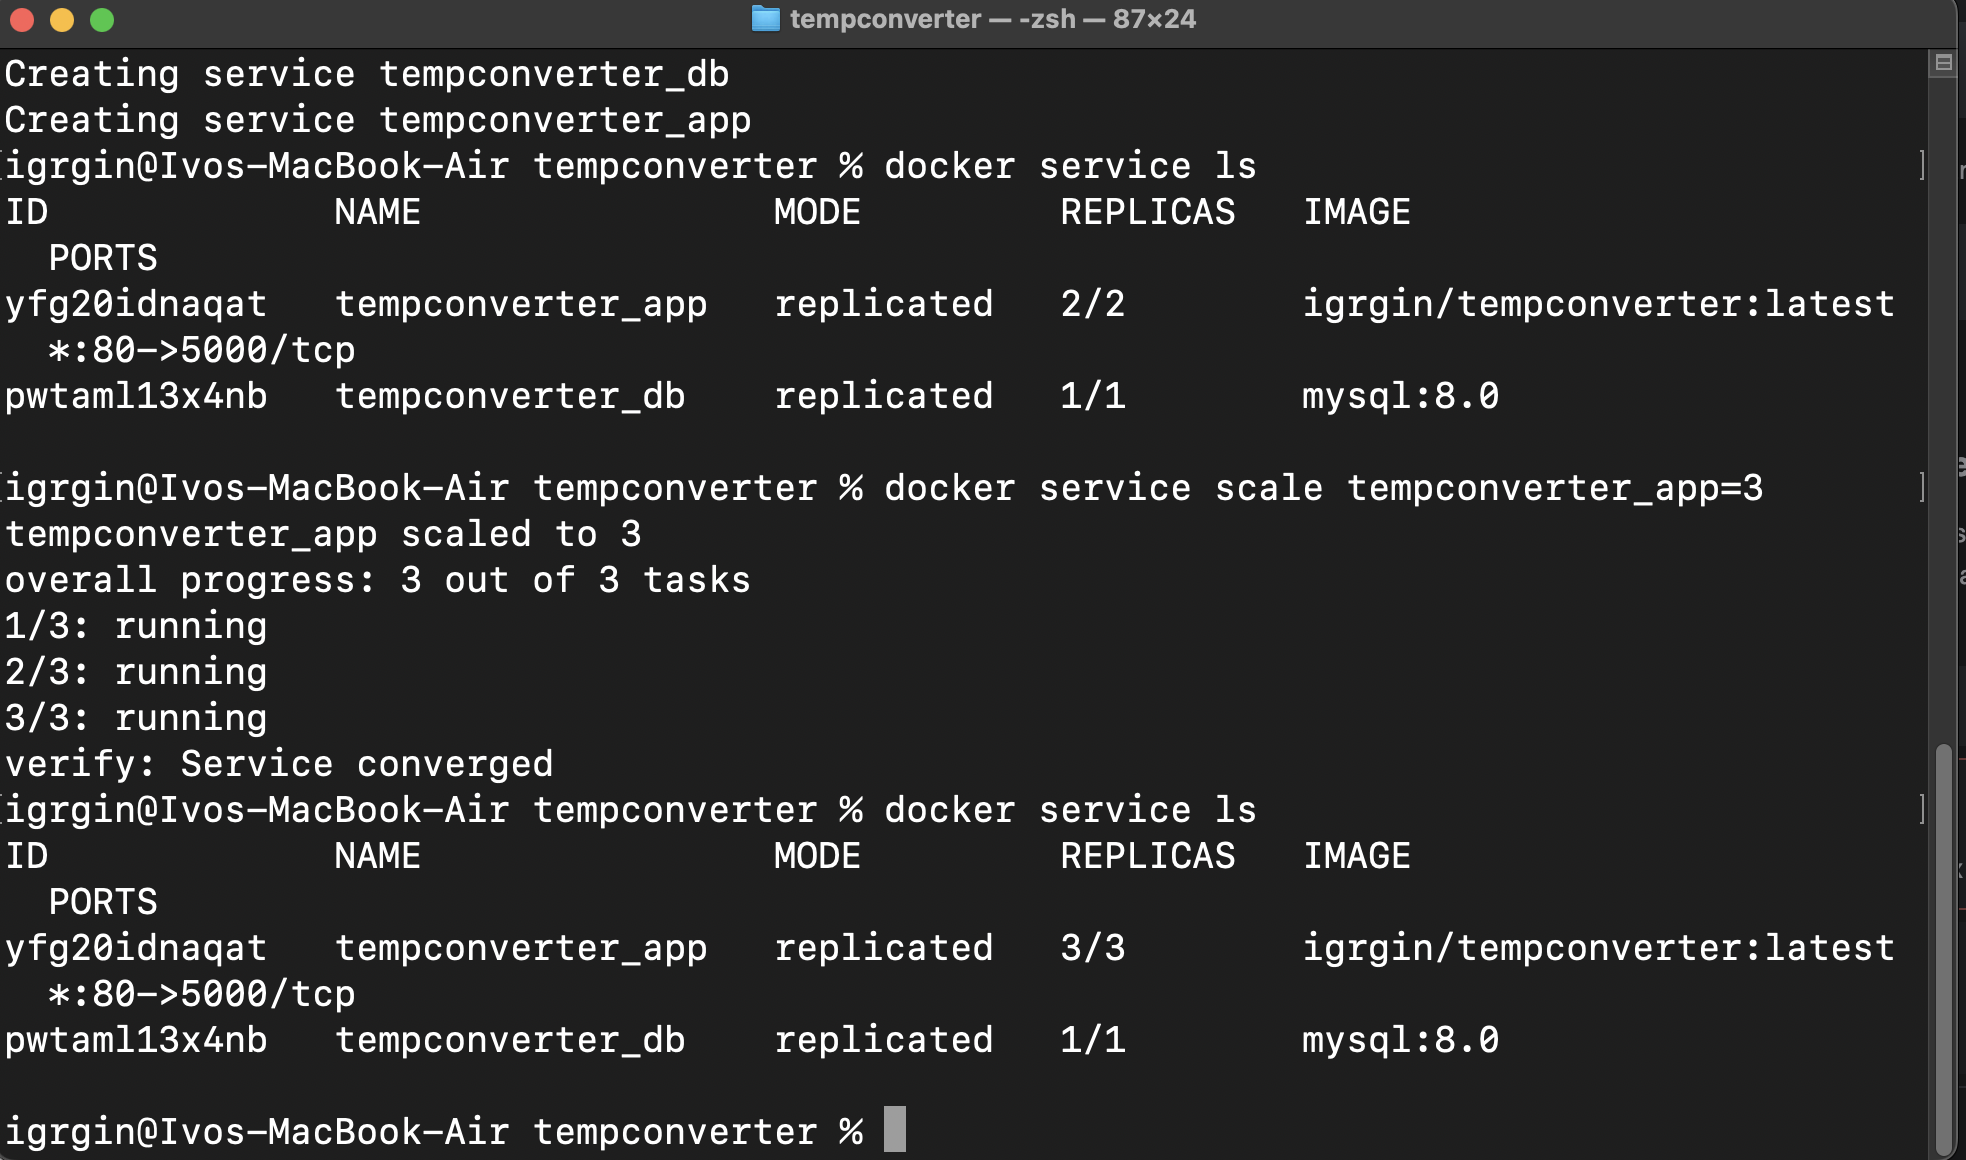 tempconverter — -zsh — 87×24
Creating service tempconverter_db
Creating service tempconverter_app
igrgin@Ivos-MacBook-Air tempconverter % docker service ls
ID             NAME                MODE         REPLICAS   IMAGE
  PORTS
yfg20idnaqat   tempconverter_app   replicated   2/2        igrgin/tempconverter:latest
  *:80->5000/tcp
pwtaml13x4nb   tempconverter_db    replicated   1/1        mysql:8.0
igrgin@Ivos-MacBook-Air tempconverter % docker service scale tempconverter_app=3
tempconverter_app scaled to 3
overall progress: 3 out of 3 tasks
1/3: running
2/3: running
3/3: running
verify: Service converged
igrgin@Ivos-MacBook-Air tempconverter % docker service ls
ID             NAME                MODE         REPLICAS   IMAGE
  PORTS
yfg20idnaqat   tempconverter_app   replicated   3/3        igrgin/tempconverter:latest
  *:80->5000/tcp
pwtaml13x4nb   tempconverter_db    replicated   1/1        mysql:8.0
igrgin@Ivos-MacBook-Air tempconverter %